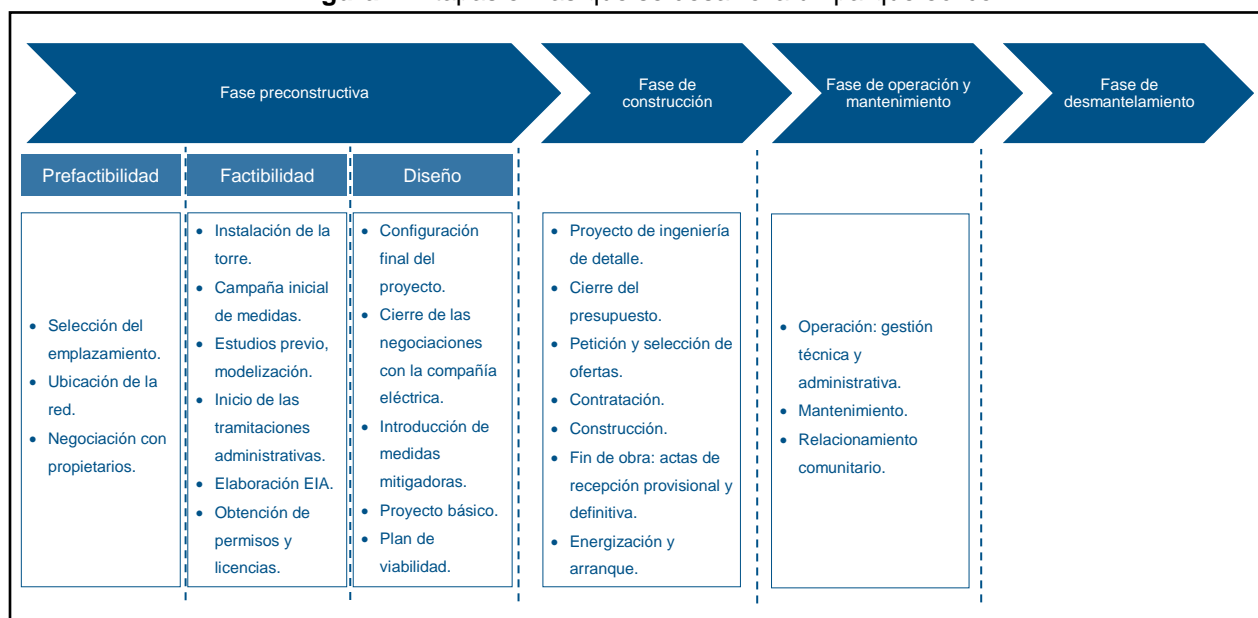 que se desarrolla un parque
Fase preconstructiva
Fase de
construcción
Fase de operación y
mantenimiento
Fase de
desmantelamiento
Prefactibilidad
Factibilidad
Diseño
• Selección del
emplazamiento.
• Ubicación de la
red.
• Negociación con
propietarios.
• Instalación de la
torre.
• Campaña inicial
de medidas.
• Estudios previo,
modelización.
• Inicio de las
tramitaciones
administrativas.
• Elaboración EIA.
• Obtención de
permisos y
licencias.
• Configuración
final del
proyecto.
• Cierre de las
negociaciones
con la compañía
eléctrica.
• Introducción de
medidas
mitigadoras.
• Proyecto básico.
• Plan de
viabilidad.
• Proyecto de ingeniería
de detalle.
• Cierre del
presupuesto.
• Petición y selección de
ofertas.
• Contratación.
• Construcción.
• Fin de obra: actas de
recepción provisional y
definitiva.
• Energización y
arranque.
• Operación: gestión
técnica y
administrativa.
• Mantenimiento.
• Relacionamiento
comunitario.